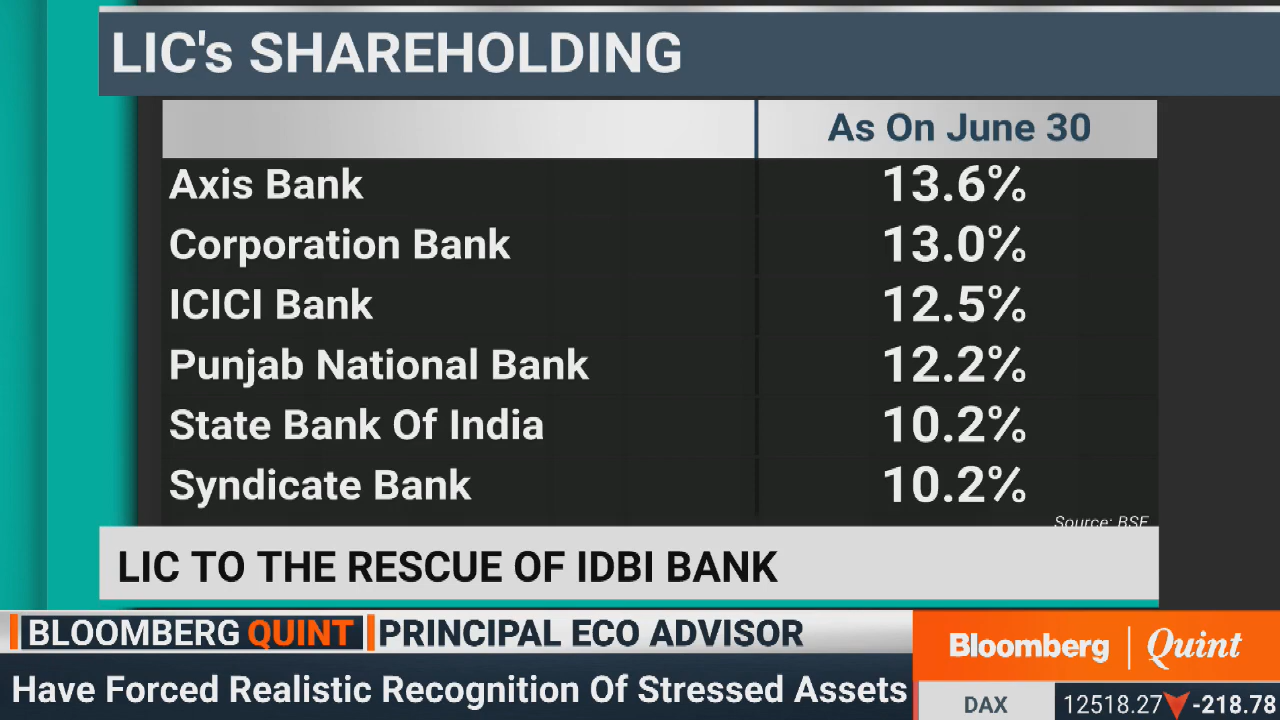 LIC's SHAREHOLDING
As On June 30
Axis Bank 13.6%
Corporation Bank 13.0%
ICICI Bank 12.5%
Punjab National Bank 12.2%
State Bank Of India 10.2%
Syndicate Bank 10.2%
Source: BSE
LIC TO THE RESCUE OF IDBI BANK
BLOOMBERG QUINT PRINCIPAL ECO ADVISOR
Have Forced Realistic Recognition Of Stressed Assets
Bloomberg | Quint
DAX 12518.27 -218.78